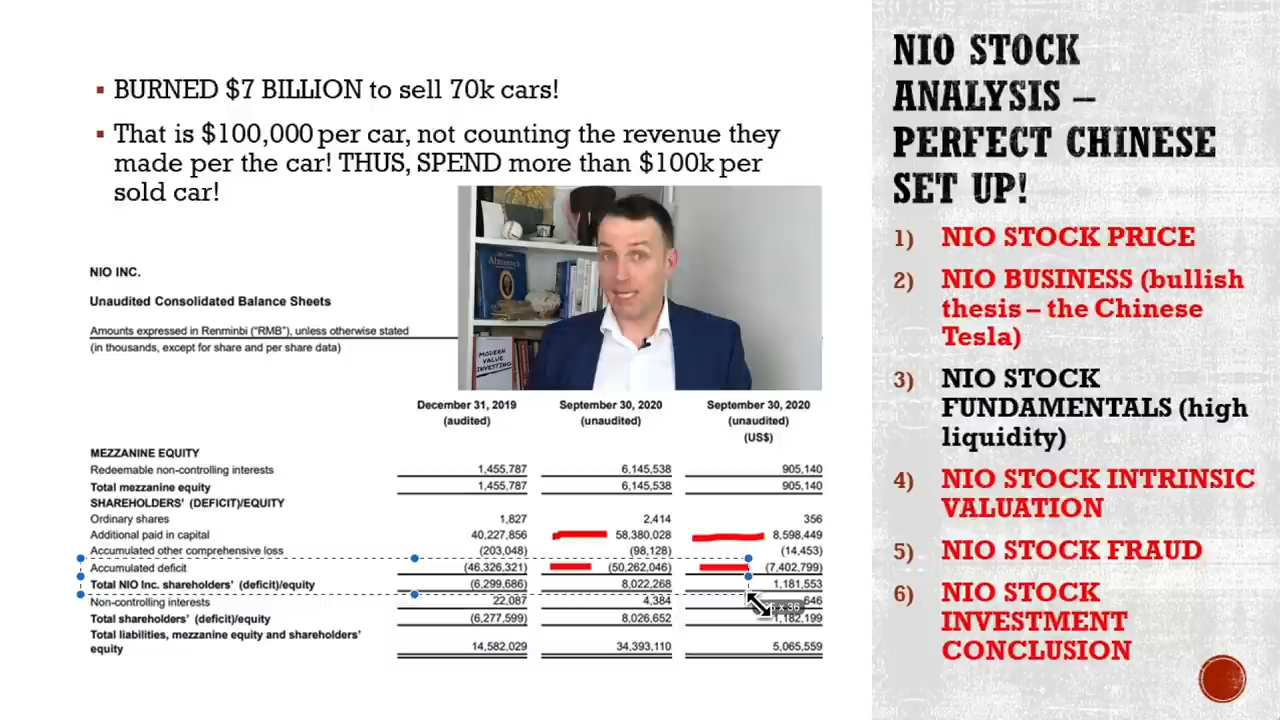 BURNED $7 BILLION to sell 70k cars!
That is $100,000 per car, not counting the revenue they
made per the car! THUS, SPEND more than $100k per
sold car!
NIO INC.
Unaudited Consolidated Balance Sheets
Amounts expressed in Renminbi ("RMB"), unless otherwise stated
(in thousands, except for share and per share data)
MODERN
VALUE
INVESTING
December 31, 2019 September 30, 2020 September 30, 2020
(audited) (unaudited) (unaudited)
(US$)
MEZZANINE EQUITY
Redeemable non-controlling interests 1,455,787 6,145,538 905,140
Total mezzanine equity 1,455,787 6,145,538 905,140
SHAREHOLDERS' (DEFICIT)/EQUITY
Ordinary shares 1,827 2,414 356
Additional paid in capital 40,227,856 58,380,028 8,598,449
Accumulated other comprehensive loss (203,048) (98,128) (14,453)
Accumulated deficit (46,326,321) (50,262,046) (7,402,799)
Total NIO Inc. shareholders' (deficit)/equity (6,299,686) 8,022,268 1,181,553
Non-controlling interests 22,087 4,384 646
Total shareholders' (deficit)/equity (6,277,599) 8,026,652 1,182,199
Total liabilities, mezzanine equity and shareholders'
equity 14,582,029 34,393,110 5,065,559
NIO STOCK
ANALYSIS –
PERFECT CHINESE
SET UP!
1) NIO STOCK PRICE
2) NIO BUSINESS (bullish
thesis – the Chinese
Tesla)
3) NIO STOCK
FUNDAMENTALS (high
liquidity)
4) NIO STOCK INTRINSIC
VALUATION
5) NIO STOCK FRAUD
6) NIO STOCK
INVESTMENT
CONCLUSION